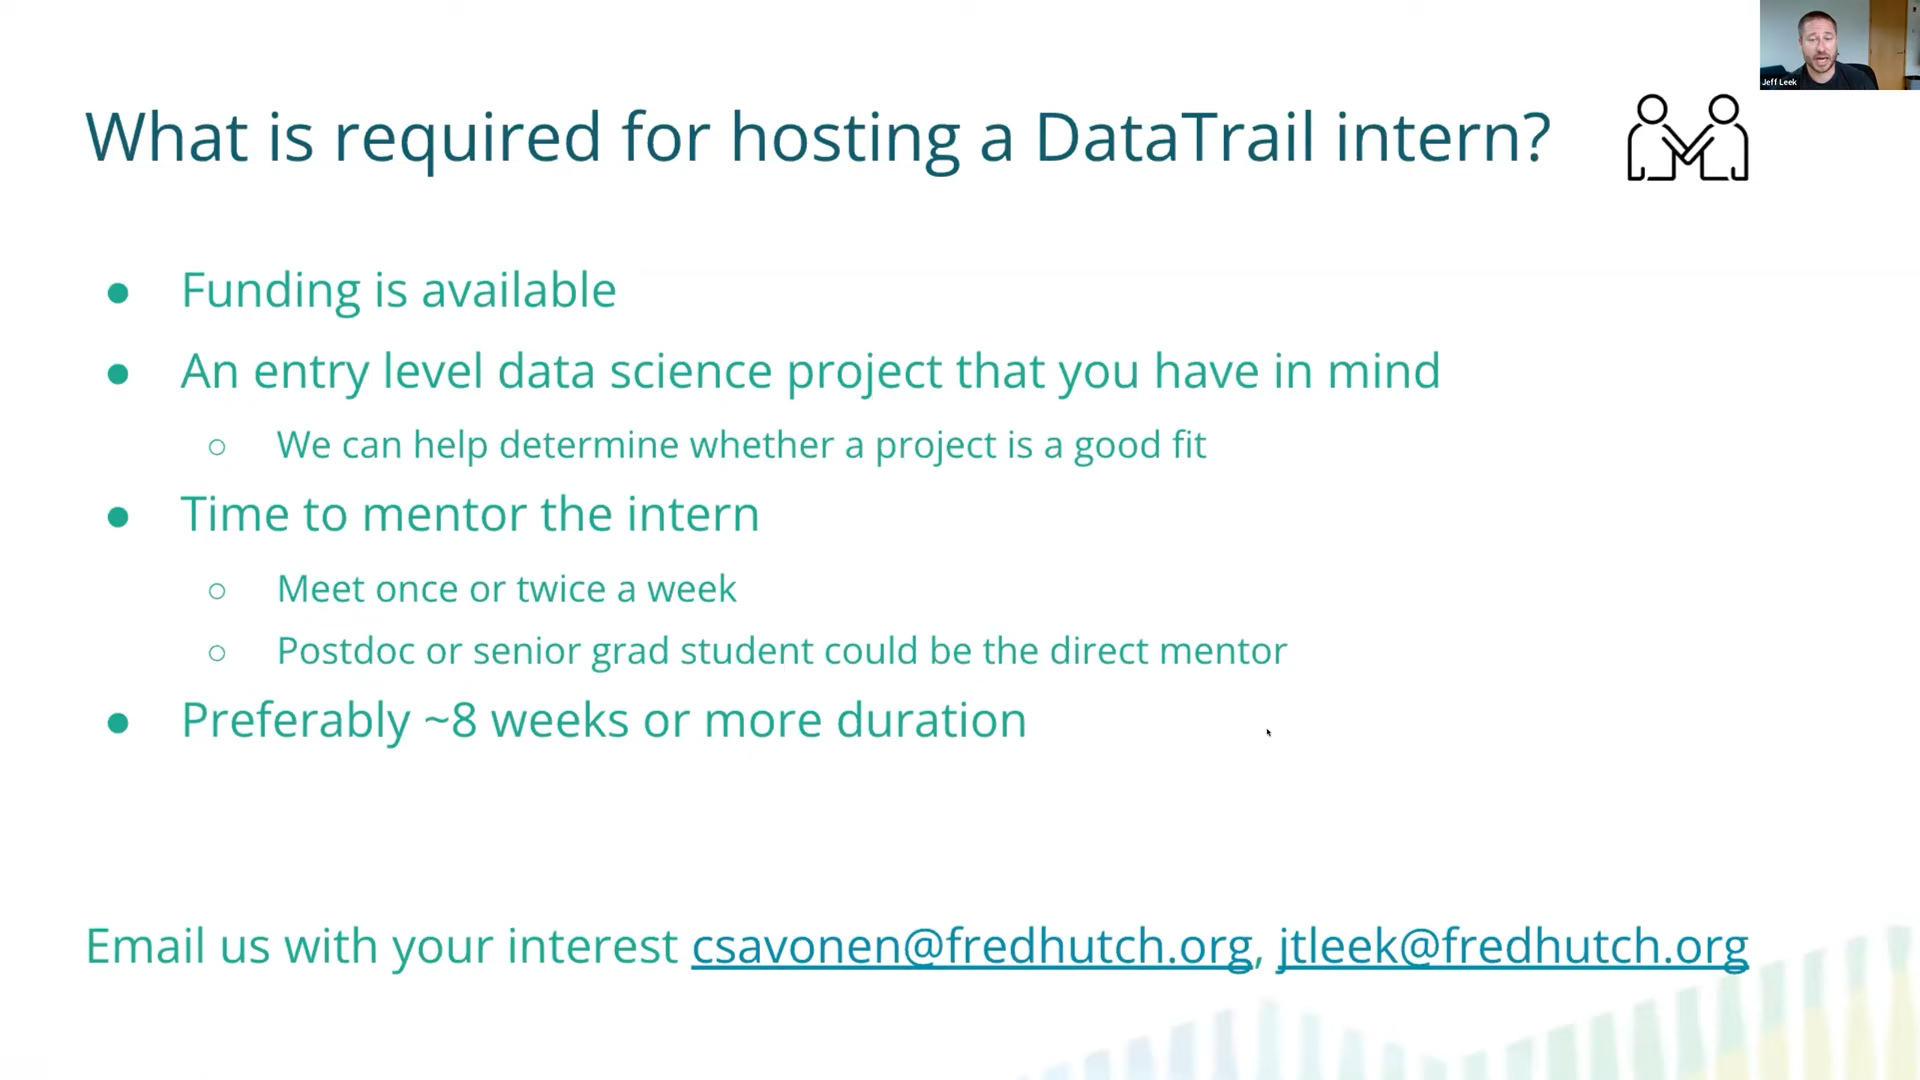 Jeff Leek
What is required for hosting a DataTrail intern?
● Funding is available
● An entry level data science project that you have in mind
○ We can help determine whether a project is a good fit
● Time to mentor the intern
○ Meet once or twice a week
○ Postdoc or senior grad student could be the direct mentor
● Preferably ~8 weeks or more duration
Email us with your interest csavonen@fredhutch.org, jtleek@fredhutch.org